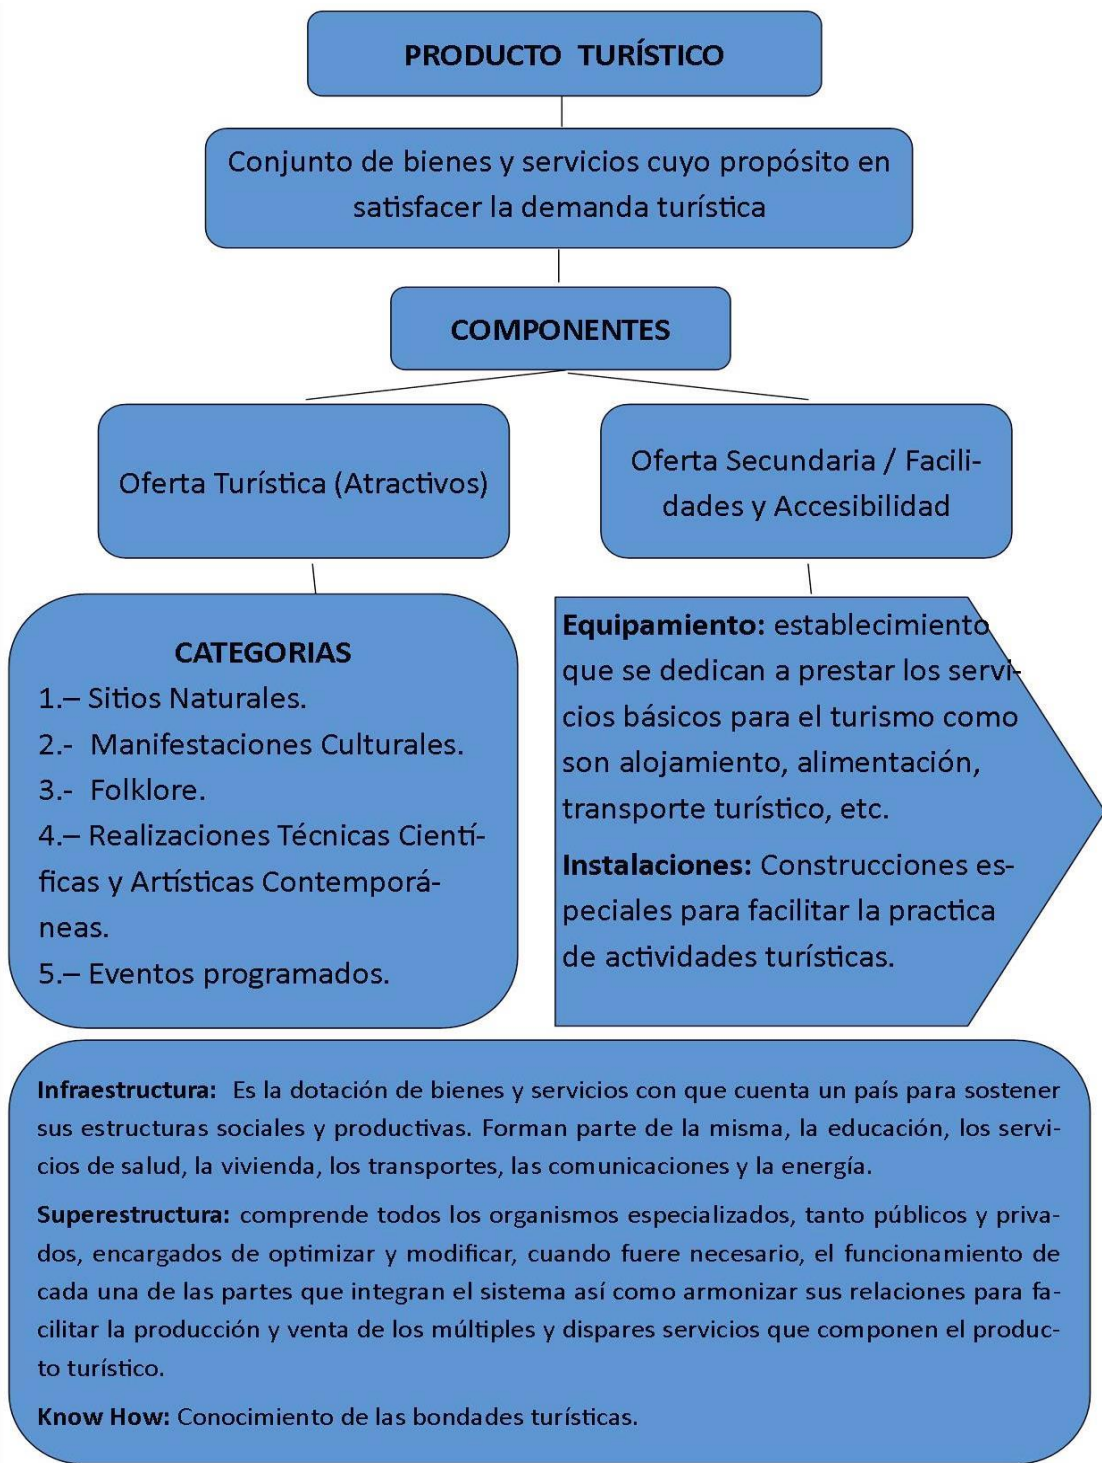 PRODUCTO TURÍSTICO
Conjunto de bienes y servicios cuyo propósito en
satisfacer la demanda turística
COMPONENTES
Oferta Turística (Atractivos)
Oferta Secundaria / Facili-
dades y Accesibilidad
CATEGORIAS
1.– Sitios Naturales.
2.- Manifestaciones Culturales.
3.- Folklore.
4.– Realizaciones Técnicas Cientí-
ficas y Artísticas Contemporá-
neas.
5.– Eventos programados.
Equipamiento: establecimiento
que se dedican a prestar los servi-
cios básicos para el turismo como
son alojamiento, alimentación,
transporte turístico, etc.
Instalaciones: Construcciones es-
peciales para facilitar la practica
de actividades turísticas.
Infraestructura: Es la dotación de bienes y servicios con que cuenta un país para sostener
sus estructuras sociales y productivas. Forman parte de la misma, la educación, los servi-
cios de salud, la vivienda, los transportes, las comunicaciones y la energía.
Superestructura: comprende todos los organismos especializados, tanto públicos y priva-
dos, encargados de optimizar y modificar, cuando fuere necesario, el funcionamiento de
cada una de las partes que integran el sistema así como armonizar sus relaciones para fa-
cilitar la producción y venta de los múltiples y dispares servicios que componen el produc-
to turístico.
Know How: Conocimiento de las bondades turísticas.